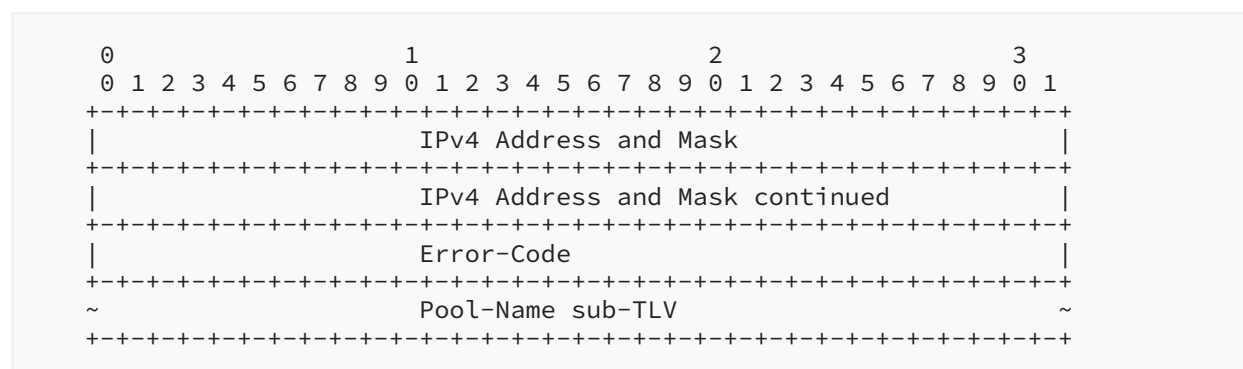 0                   1                   2                   3
 0 1 2 3 4 5 6 7 8 9 0 1 2 3 4 5 6 7 8 9 0 1 2 3 4 5 6 7 8 9 0 1
+-+-+-+-+-+-+-+-+-+-+-+-+-+-+-+-+-+-+-+-+-+-+-+-+-+-+-+-+-+-+-+-+
|                     IPv4 Address and Mask                     |
+-+-+-+-+-+-+-+-+-+-+-+-+-+-+-+-+-+-+-+-+-+-+-+-+-+-+-+-+-+-+-+-+
|                     IPv4 Address and Mask continued           |
+-+-+-+-+-+-+-+-+-+-+-+-+-+-+-+-+-+-+-+-+-+-+-+-+-+-+-+-+-+-+-+-+
|                     Error-Code                                |
+-+-+-+-+-+-+-+-+-+-+-+-+-+-+-+-+-+-+-+-+-+-+-+-+-+-+-+-+-+-+-+-+
~                     Pool-Name sub-TLV                         ~
+-+-+-+-+-+-+-+-+-+-+-+-+-+-+-+-+-+-+-+-+-+-+-+-+-+-+-+-+-+-+-+-+